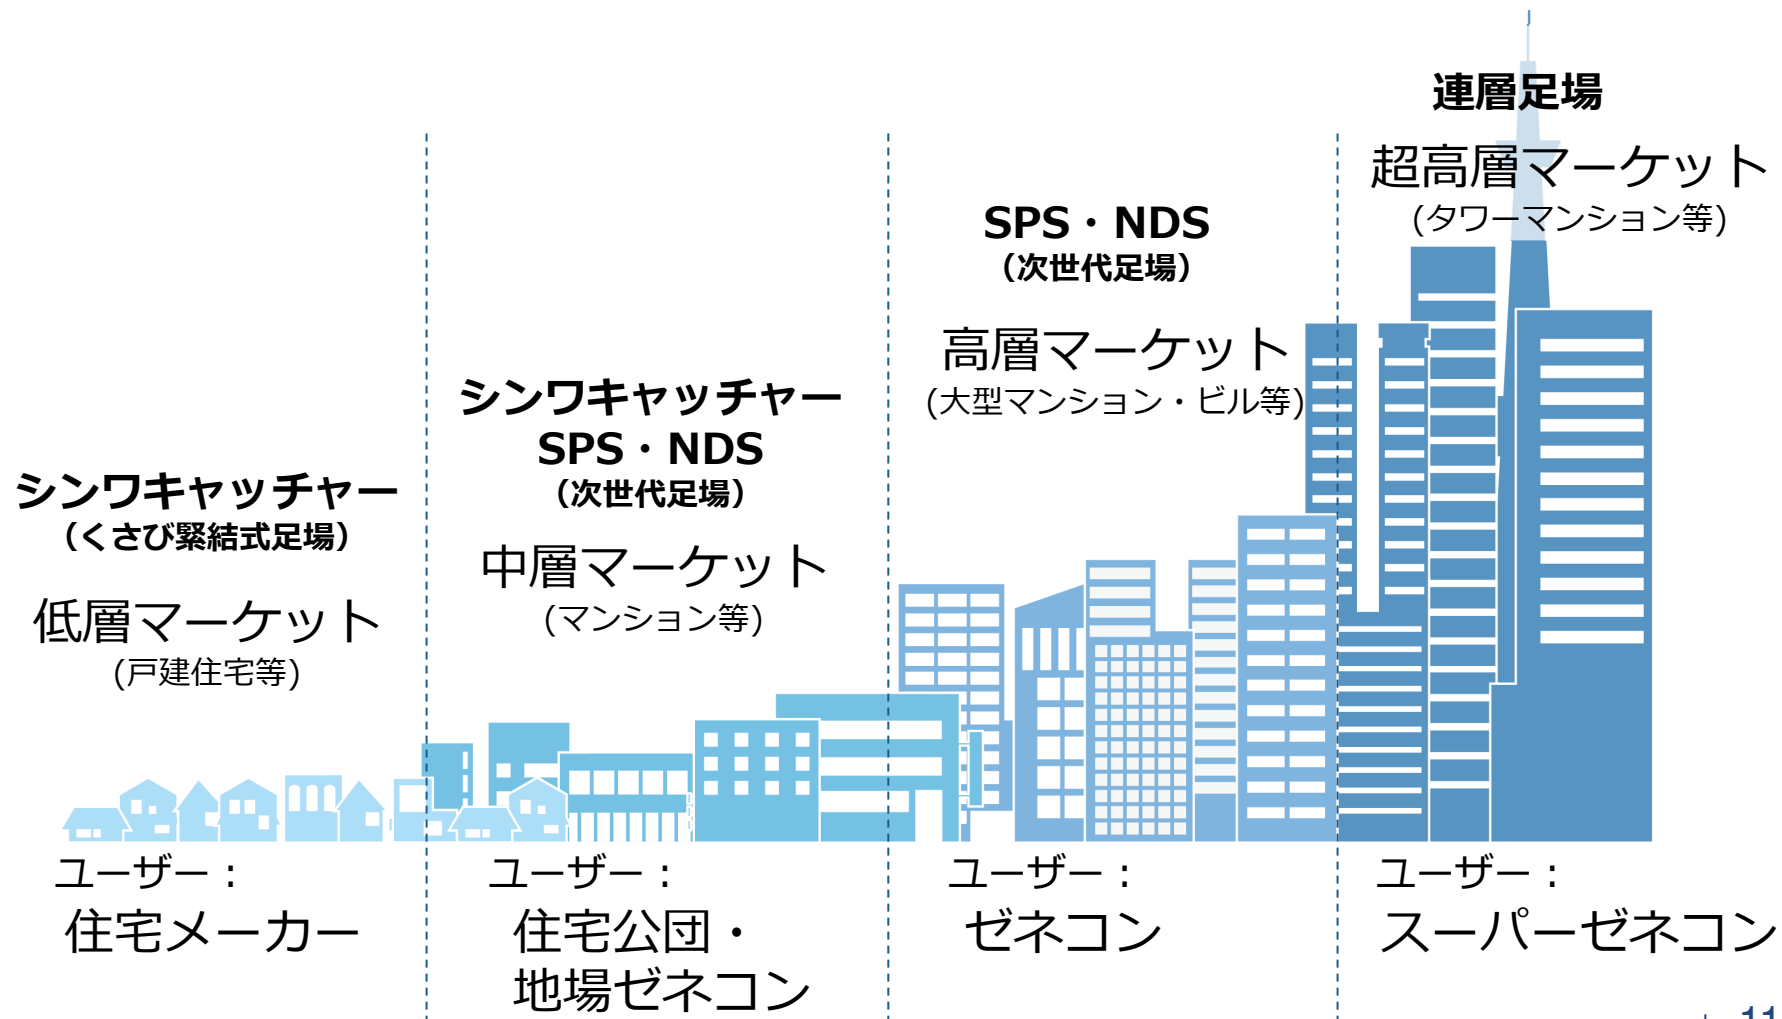 シンワキャッチャー
（くさび緊結式足場）
低層マーケット
(戸建住宅等)
ユーザー：
住宅メーカー
シンワキャッチャー
SPS・NDS
（次世代足場）
中層マーケット
(マンション等)
ユーザー：
住宅公団・
地場ゼネコン
SPS・NDS
（次世代足場）
高層マーケット
(大型マンション・ビル等)
ユーザー：
ゼネコン
連層足場
超高層マーケット
(タワーマンション等)
ユーザー：
スーパーゼネコン
11